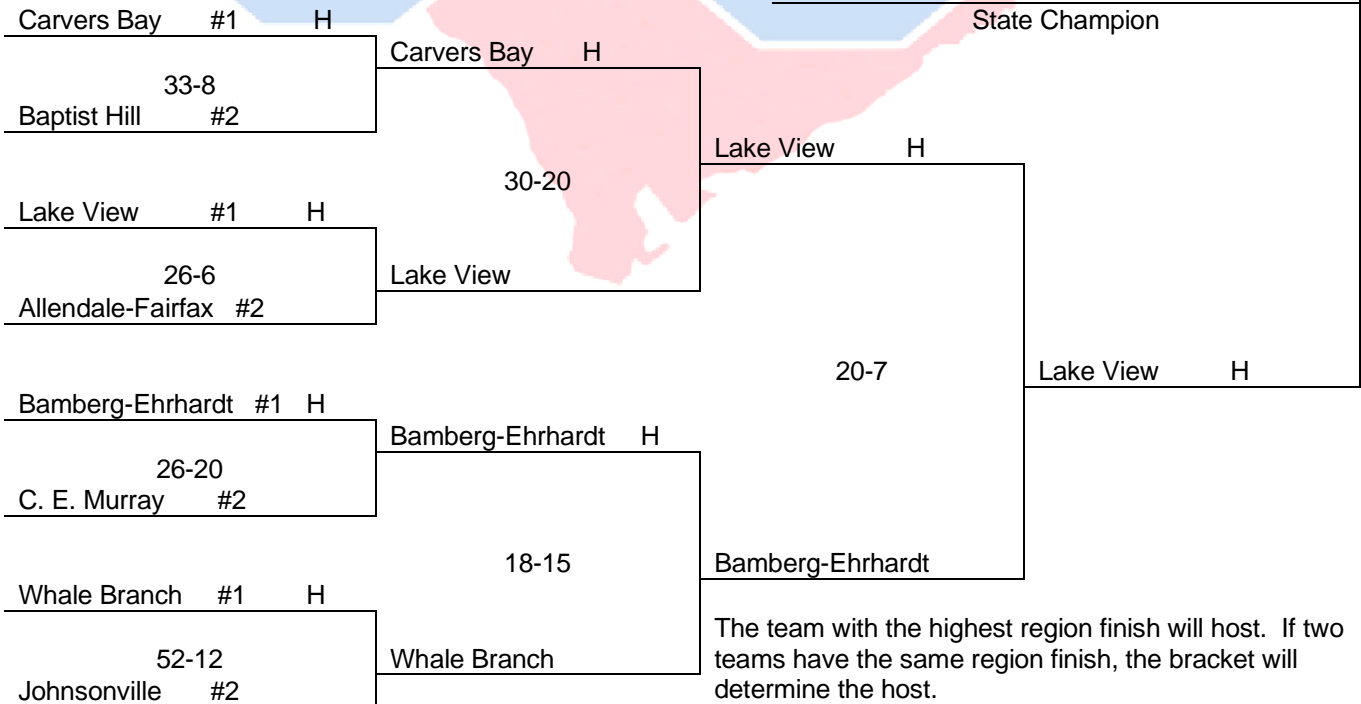 Carvers Bay #1 H
State Champion
Carvers Bay H
33-8
Baptist Hill #2
Lake View H
30-20
Lake View #1 H
26-6
Lake View
Allendale-Fairfax #2
20-7
Lake View H
Bamberg-Ehrhardt #1 H
Bamberg-Ehrhardt H
26-20
C. E. Murray #2
18-15
Bamberg-Ehrhardt
Whale Branch #1 H
The team with the highest region finish will host. If two
teams have the same region finish, the bracket will
determine the host.
52-12
Whale Branch
Johnsonville #2